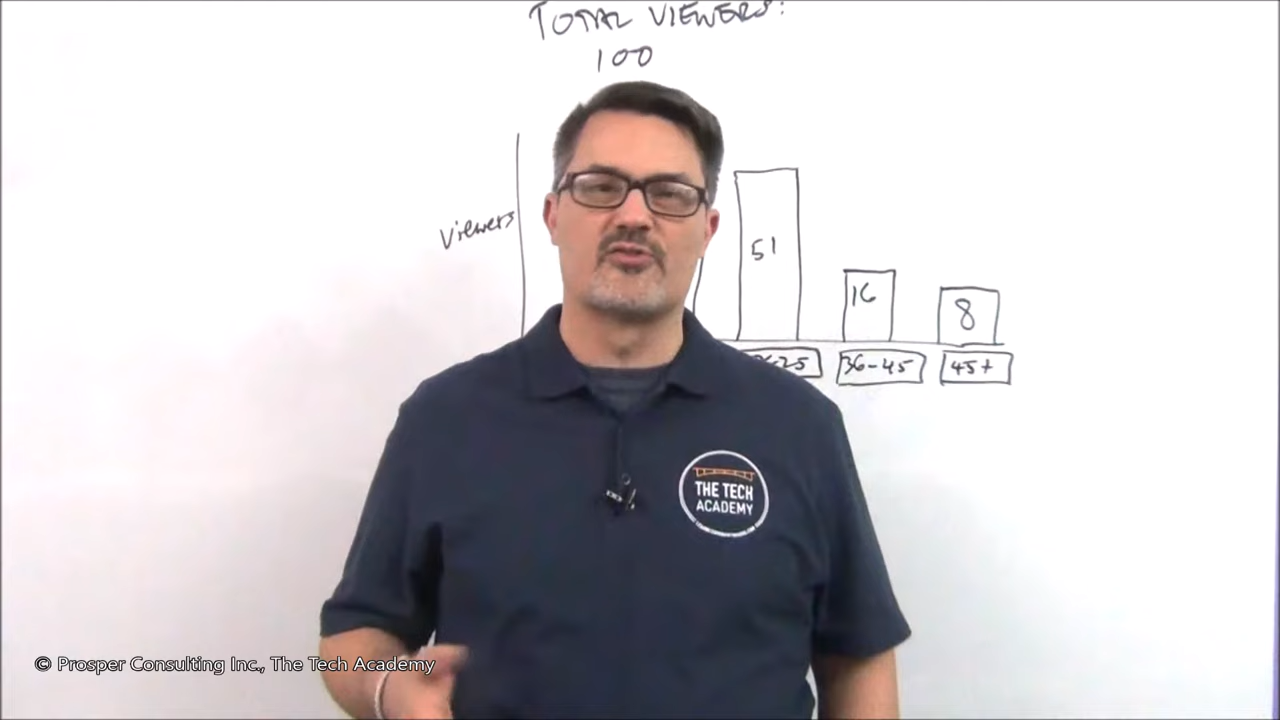 TOTAL VIEWERS:
100
viewers
51
16
8
36-45
45+
THE TECH
ACADEMY
© Prosper Consulting Inc., The Tech Academy